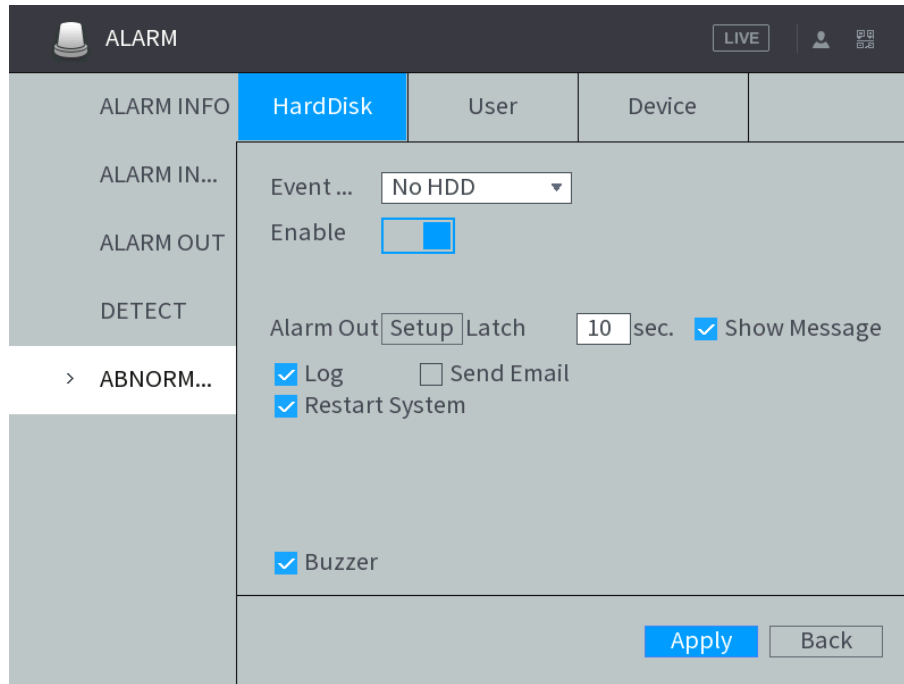 ALARM
LIVE
ALARM INFO
HardDisk
User
Device
ALARM IN...
Event ...
No HDD
ALARM OUT
Enable
DETECT
Alarm Out Setup Latch 10 sec. Show Message
ABNORM...
Log
Send Email
Restart System
Buzzer
Apply
Back